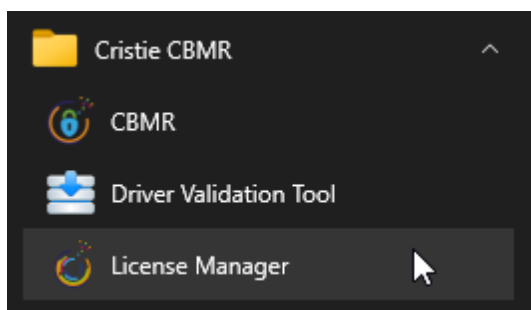 Cristie CBMR
CBMR
Driver Validation Tool
License Manager